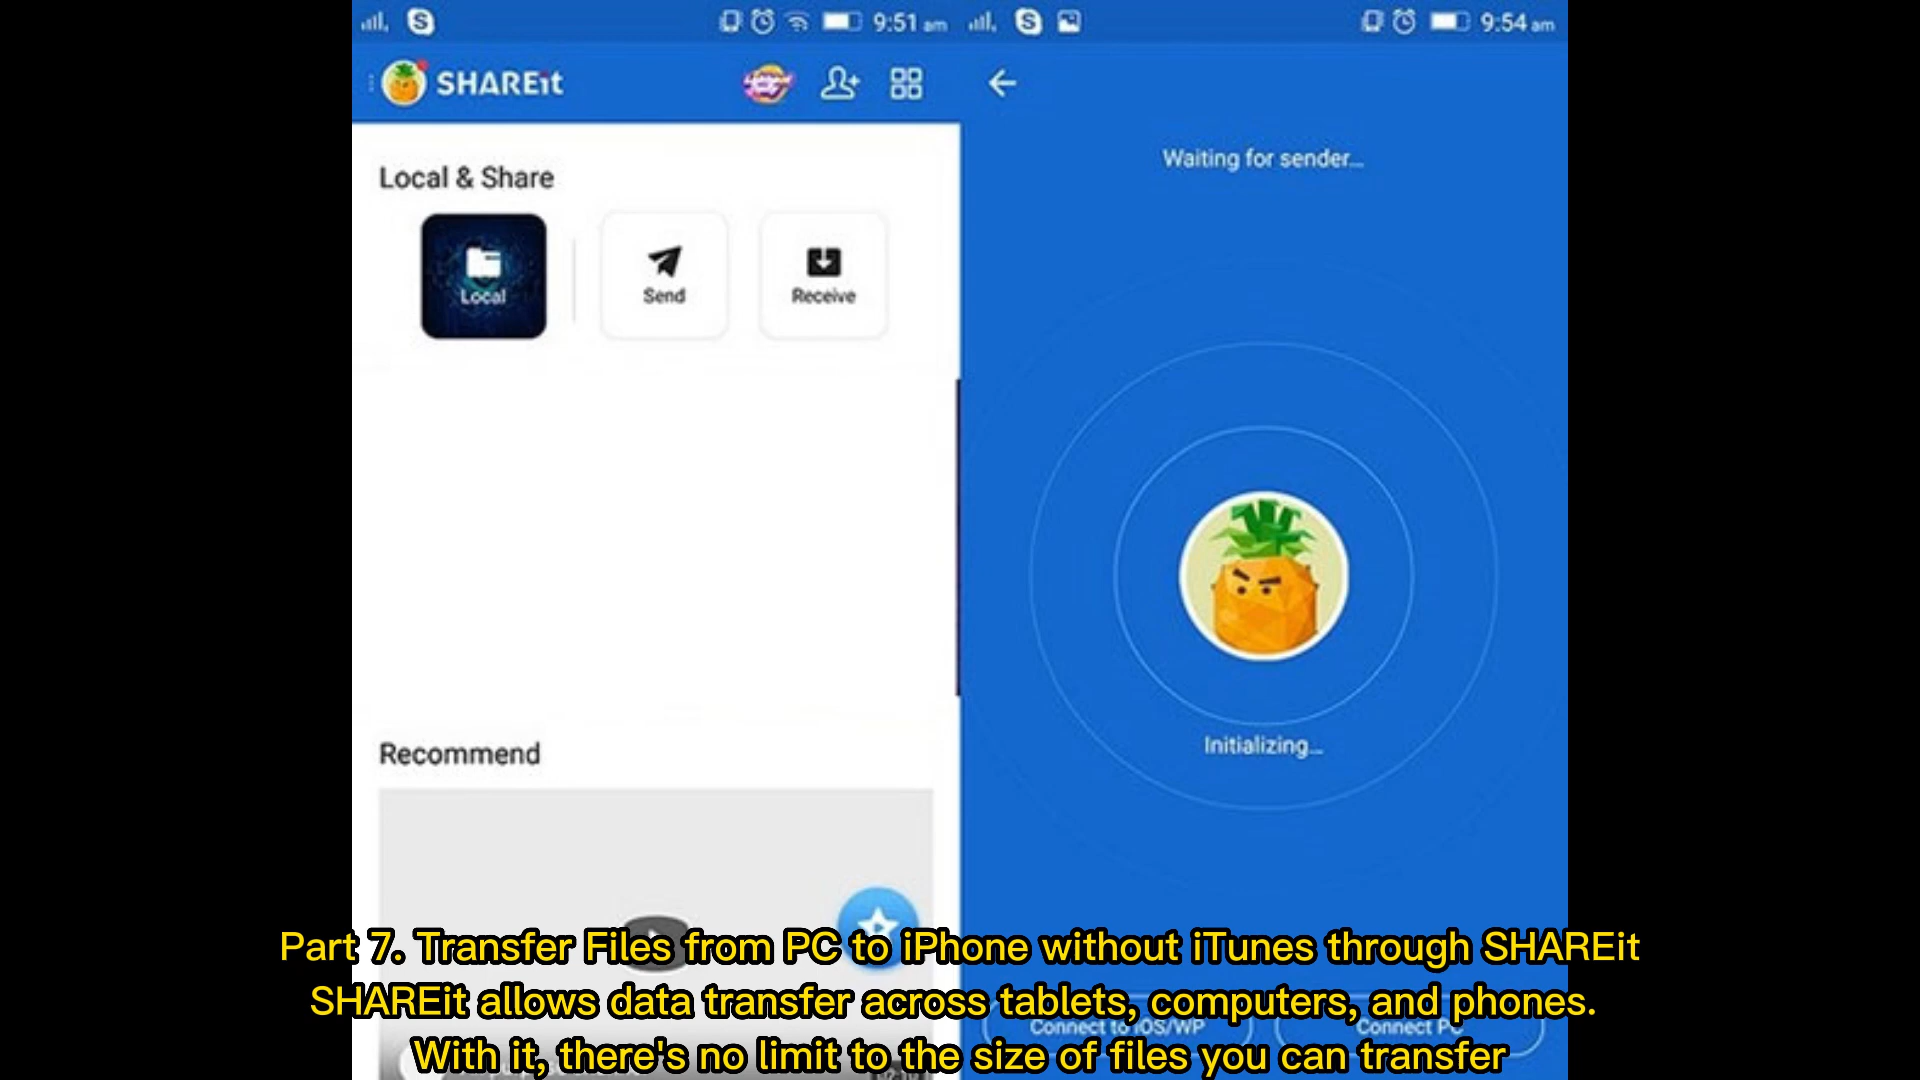 9:51 am
9:54 am
SHAREit
Waiting for sender...
Local & Share
Local
Send
Receive
Initializing...
Recommend
Part 7. Transfer Files from PC to iPhone without iTunes through SHAREit
SHAREit allows data transfer across tablets, computers, and phones.
Connect to iOS/WP
Connect PC
With it, there's no limit to the size of files you can transfer